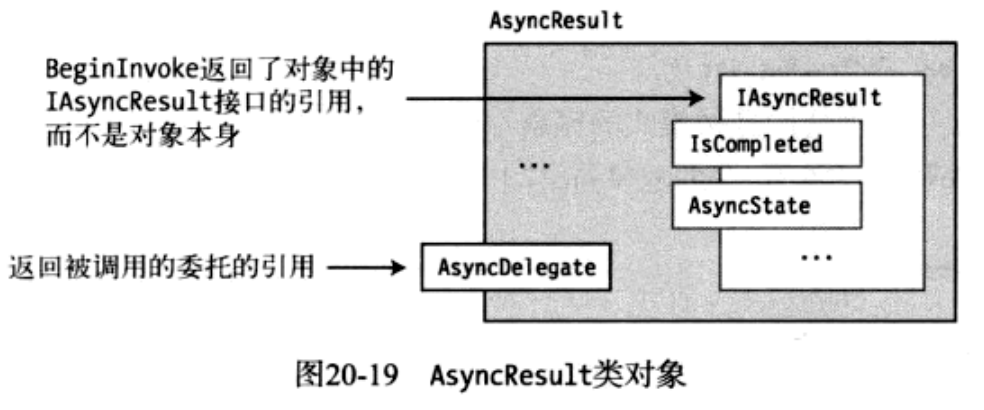 AsyncResult
BeginInvoke返回了对象中的
IAsyncResult接口的引用，
而不是对象本身
IAsyncResult
IsCompleted
...
AsyncState
...
返回被调用的委托的引用
AsyncDelegate
图20-19 AsyncResult类对象